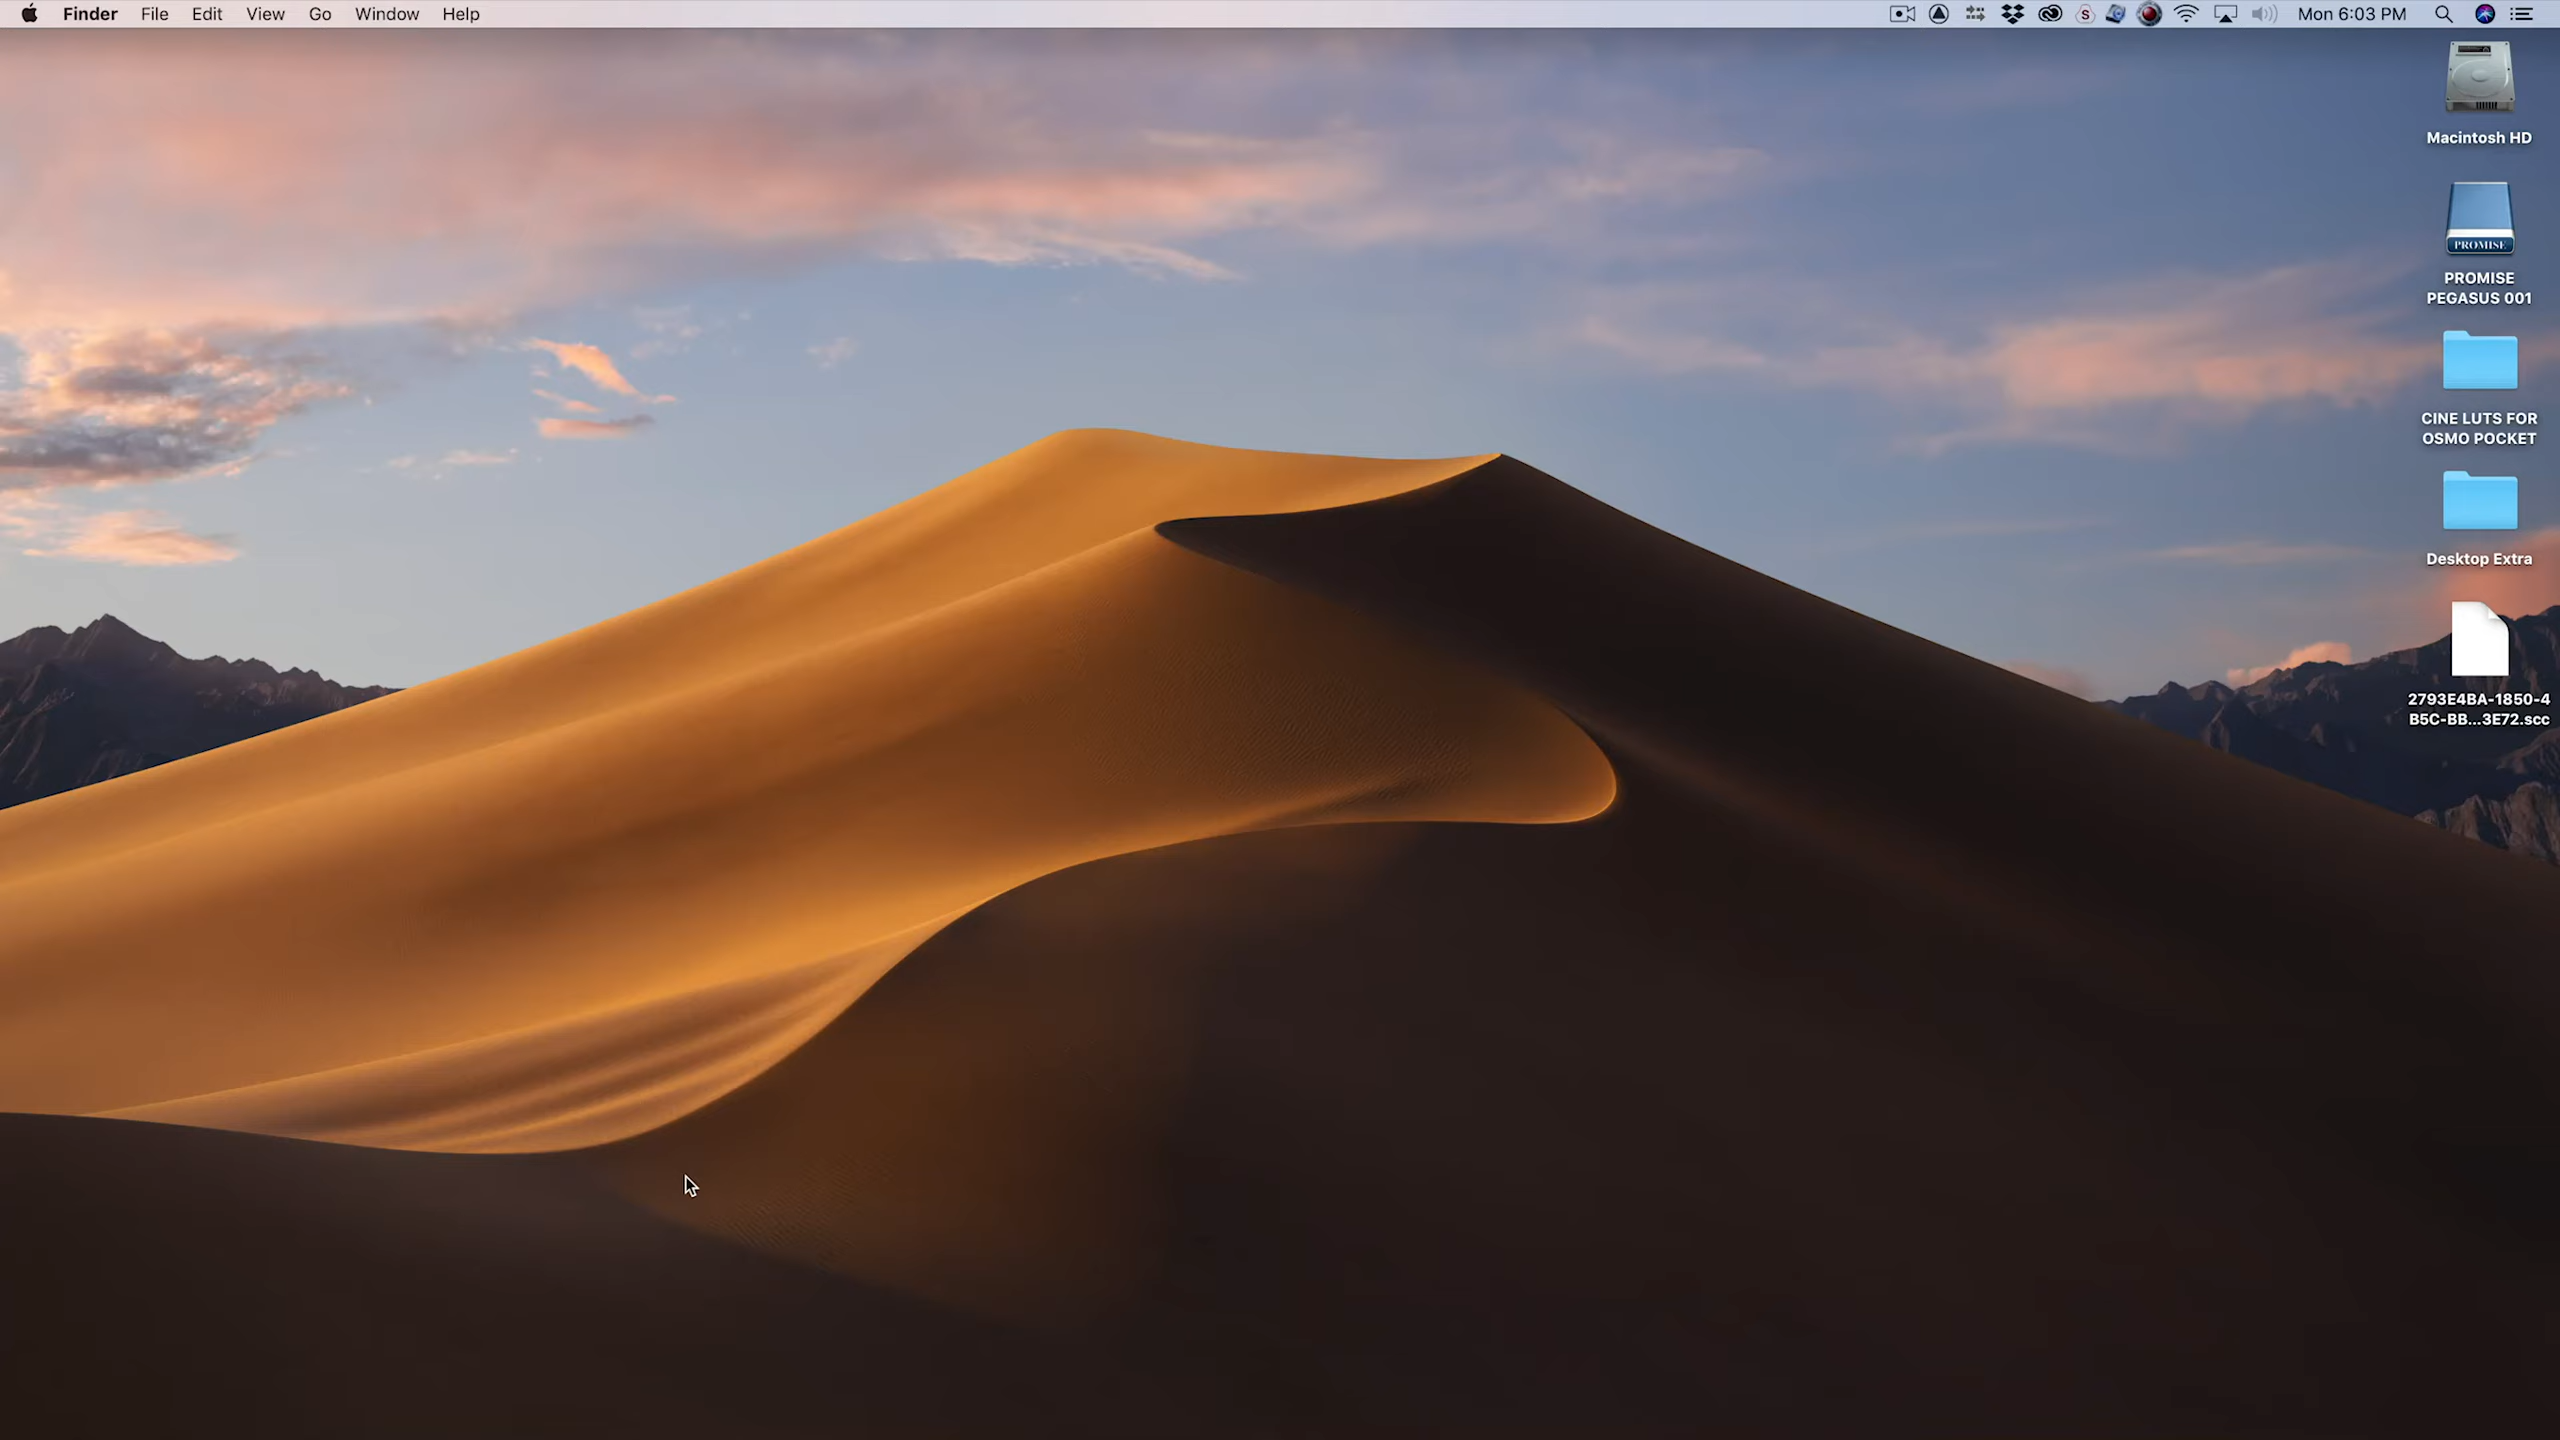 Finder File Edit View Go Window Help Mon 6:03 PM
Macintosh HD
PROMISE
PROMISE
PEGASUS 001
CINE LUTS FOR
OSMO POCKET
Desktop Extra
2793E4BA-1850-4
B5C-BB...3E72.scc